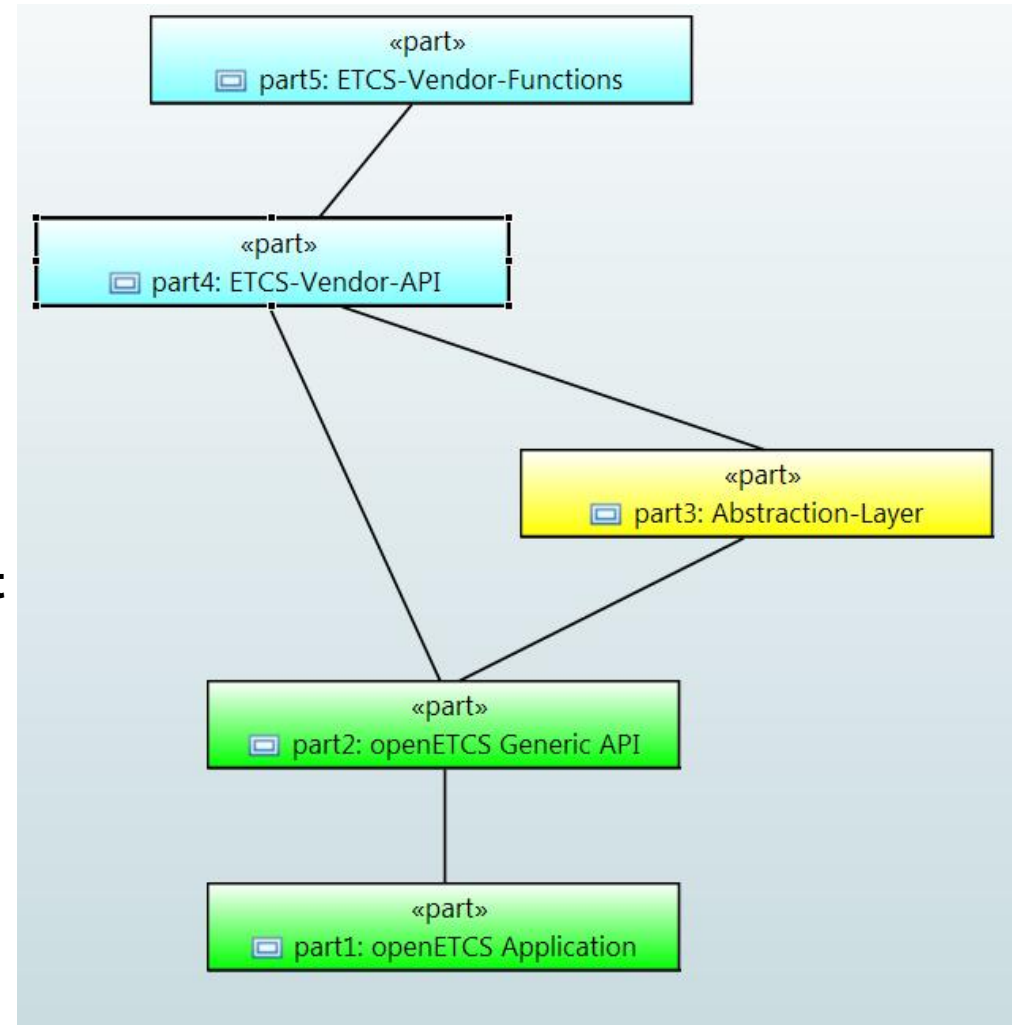 «part»
part5: ETCS-Vendor-Functions
«part»
part4: ETCS-Vendor-API
«part»
part3: Abstraction-Layer
t
«part»
part2: openETCS Generic API
«part»
part1: openETCS Application